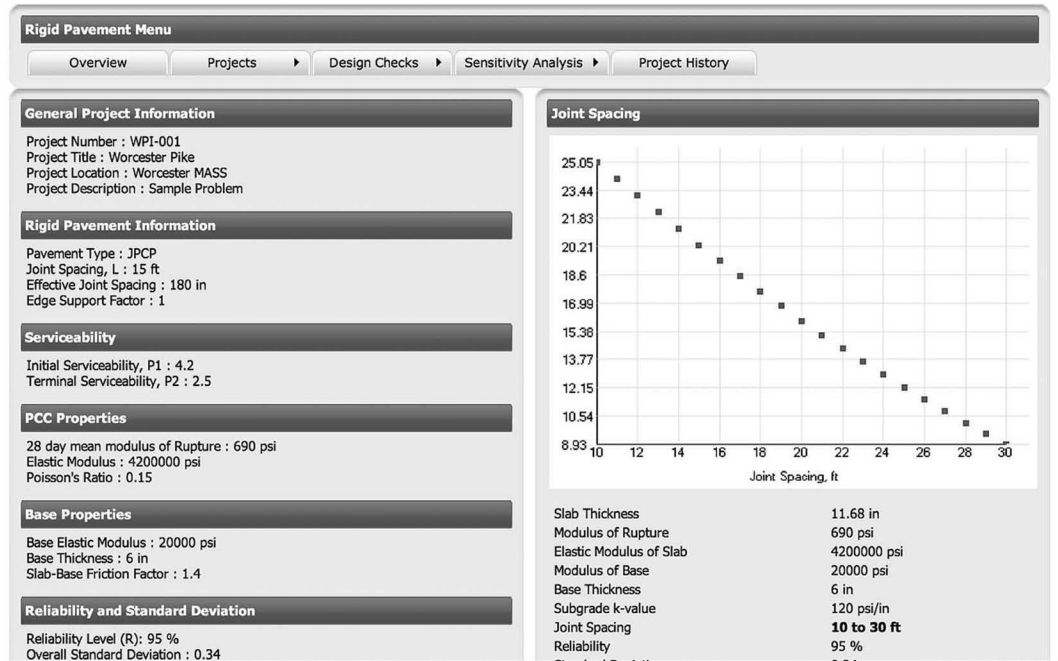 Rigid Pavement Menu
Overview Projects Design Checks Sensitivity Analysis Project History
General Project Information
Project Number : WPI-001
Project Title : Worcester Pike
Project Location : Worcester MASS
Project Description : Sample Problem
Rigid Pavement Information
Pavement Type : JPCP
Joint Spacing, L : 15 ft
Effective Joint Spacing : 180 in
Edge Support Factor : 1
Serviceability
Initial Serviceability, P1 : 4.2
Terminal Serviceability, P2 : 2.5
PCC Properties
28 day mean modulus of Rupture : 690 psi
Elastic Modulus : 4200000 psi
Poisson's Ratio : 0.15
Base Properties
Base Elastic Modulus : 20000 psi
Base Thickness : 6 in
Slab-Base Friction Factor : 1.4
Reliability and Standard Deviation
Reliability Level (R): 95 %
Overall Standard Deviation : 0.34
Joint Spacing
25.05
23.44
21.83
20.21
18.6
16.99
15.38
13.77
12.15
10.54
8.93
10 12 14 16 18 20 22 24 26 28 30
Joint Spacing, ft
Slab Thickness 11.68 in
Modulus of Rupture 690 psi
Elastic Modulus of Slab 4200000 psi
Modulus of Base 20000 psi
Base Thickness 6 in
Subgrade k-value 120 psi/in
Joint Spacing 10 to 30 ft
Reliability 95 %